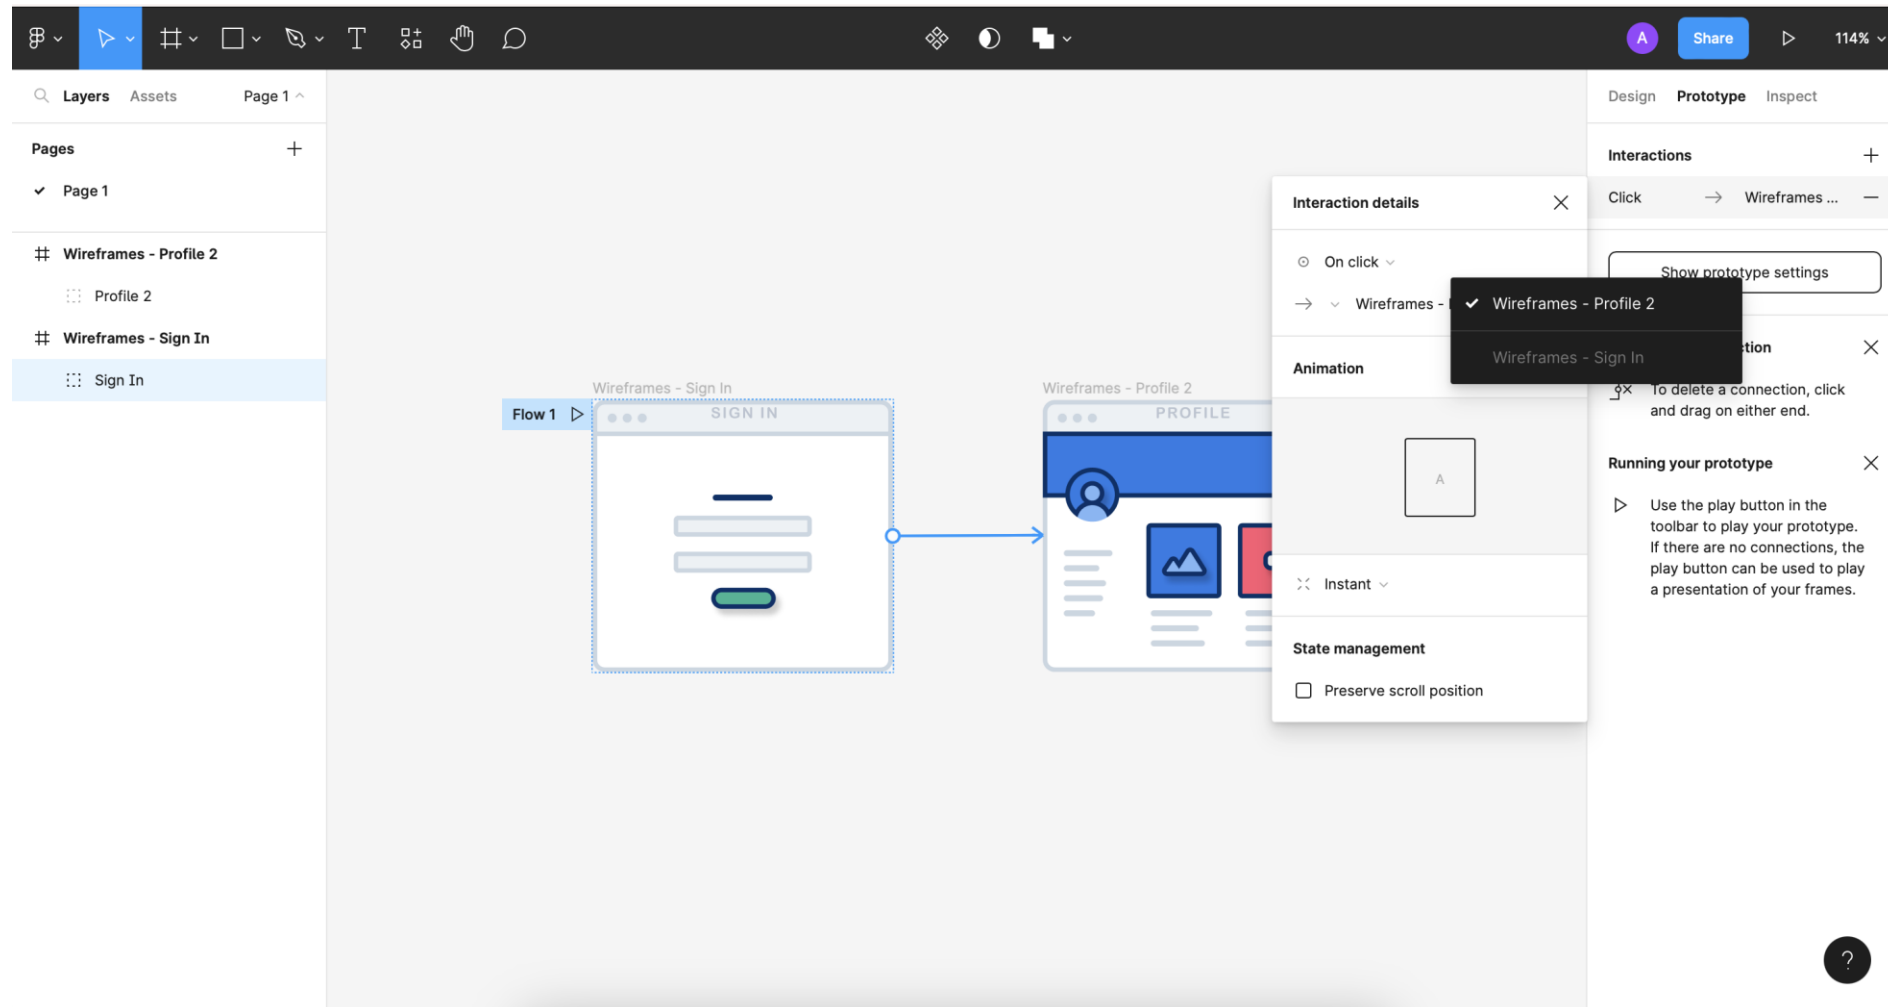 A
Share
114%
Layers
Assets
Page 1
Design
Prototype
Inspect
Pages
Page 1
Wireframes - Profile 2
Profile 2
Wireframes - Sign In
Sign In
Wireframes - Sign In
Flow 1
SIGN IN
Wireframes - Profile 2
PROFILE
Interaction details
On click
Wireframes -
Wireframes - Profile 2
Wireframes - Sign In
Animation
A
Instant
State management
Preserve scroll position
Interactions
Click
Wireframes ...
Show prototype settings
To delete a connection, click
and drag on either end.
Running your prototype
Use the play button in the
toolbar to play your prototype.
If there are no connections, the
play button can be used to play
a presentation of your frames.
?